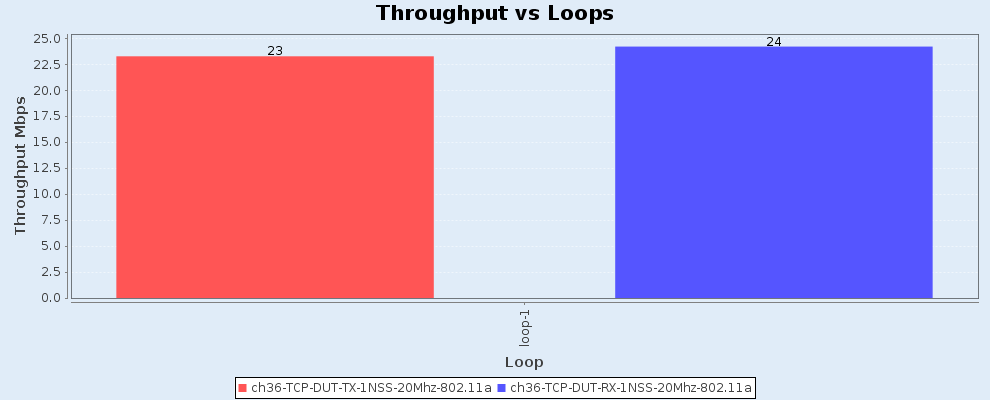 Throughput vs Loops
25.0
22.5
20.0
17.5
15.0
12.5
10.0
7.5
5.0
2.5
0.0
Throughput Mbps
23
24
loop-1
Loop
ch36-TCP-DUT-TX-1NSS-20Mhz-802.11a ch36-TCP-DUT-RX-1NSS-20Mhz-802.11a